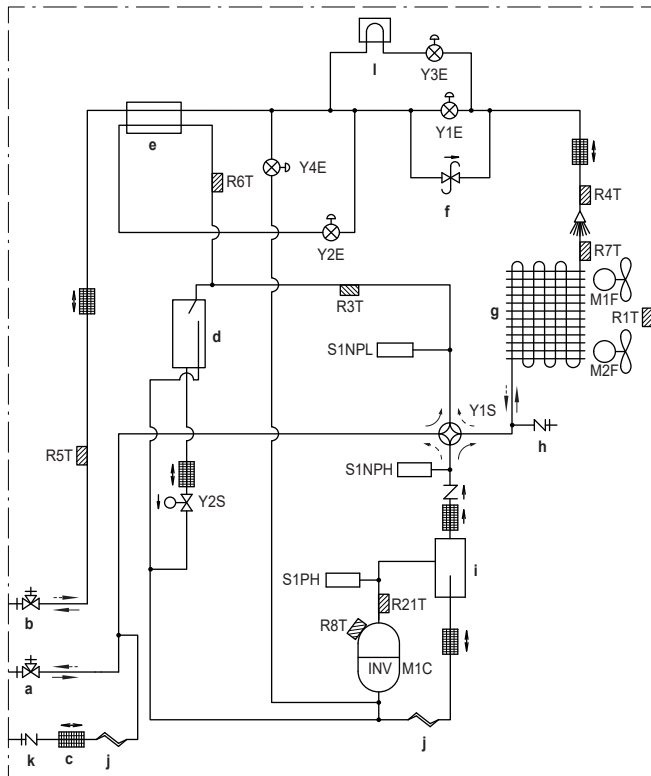 l
Y3E
Y1E
e
Y4E
R6T
f
R4T
Y2E
R7T
g
M1F
R3T
R1T
d
S1NPL
M2F
Y1S
h
R5T
S1NPH
Y2S
i
S1PH
R21T
R8T
b
INV
M1C
a
j
k
c
j